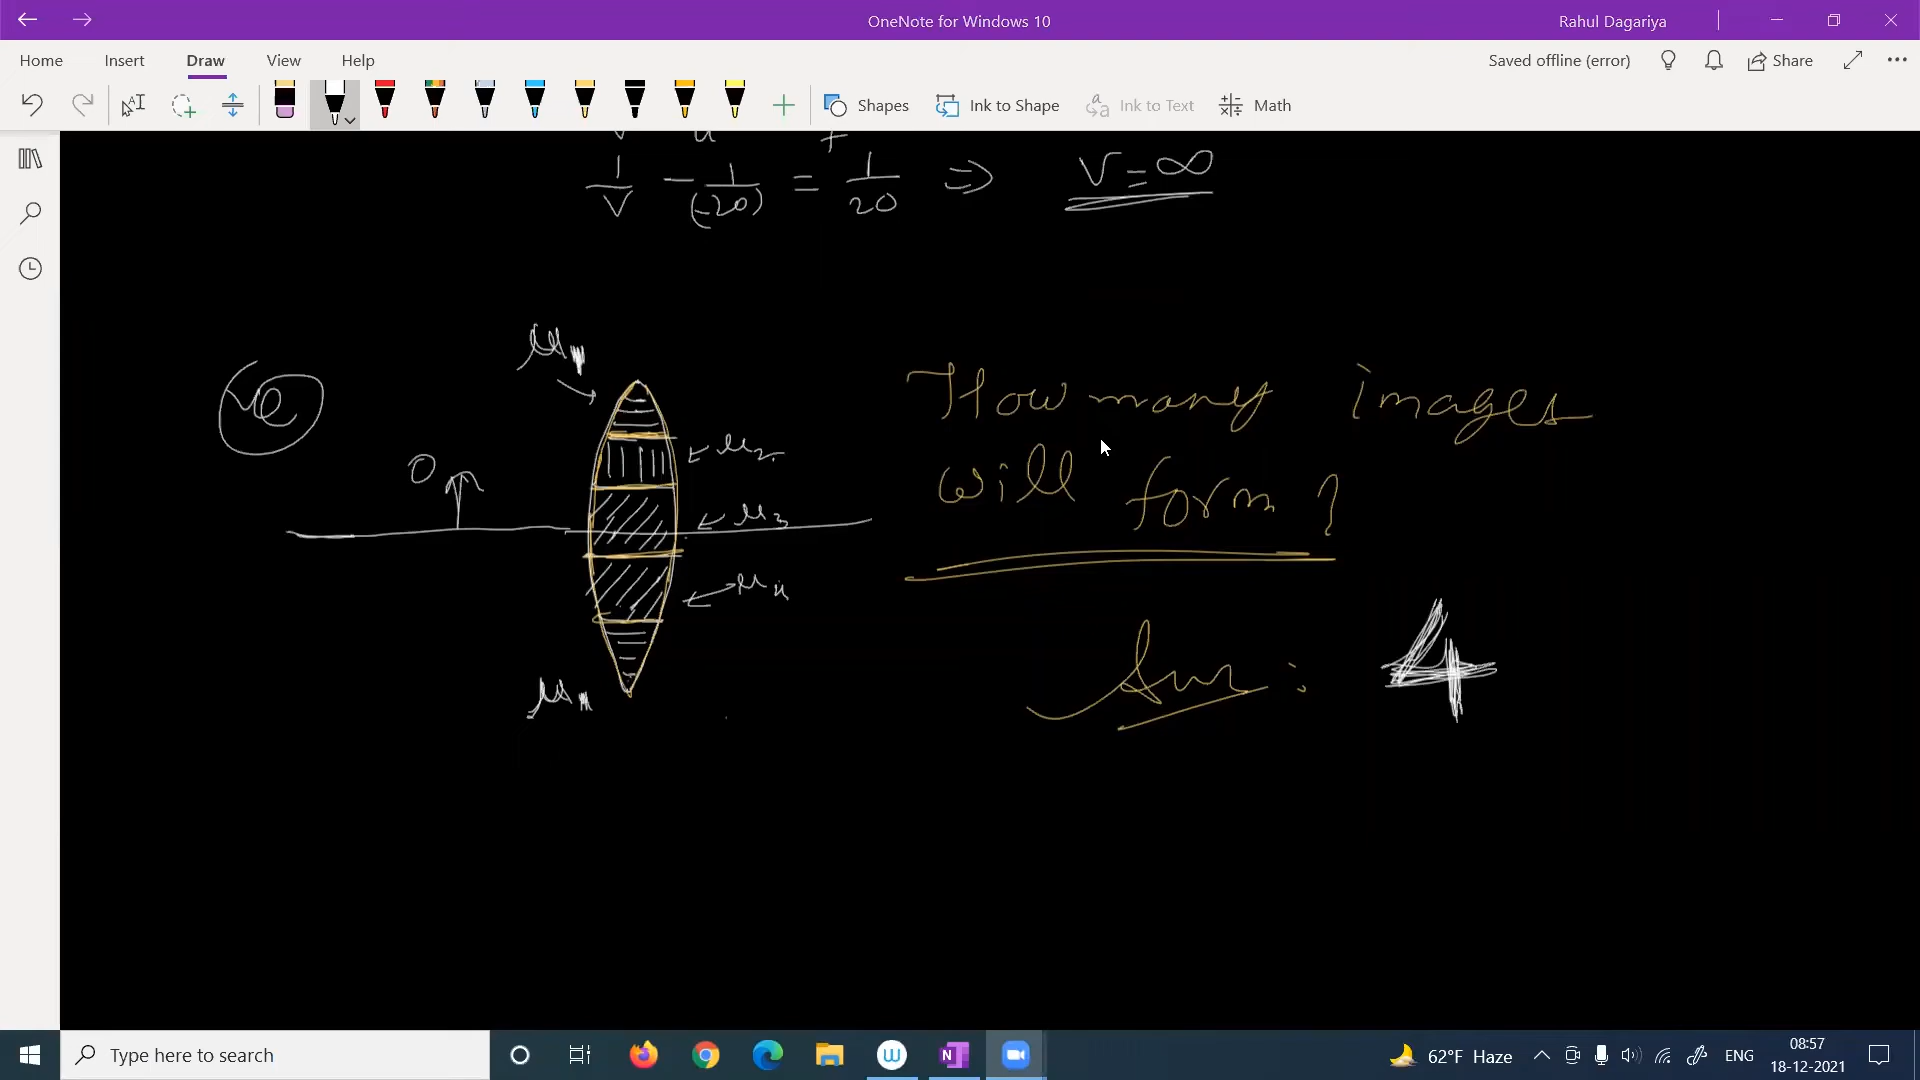 OneNote for Windows 10
Rahul Dagariya
Home Insert Draw View Help
Saved offline (error) Share
Shapes Ink to Shape Ink to Text Math
v u f
1/v - 1/(-20) = 1/20 ⇒ v = ∞
Q
How many images
will form ?
O
μ2
μ3
Ans : 4
Type here to search
62°F Haze
ENG
08:57
18-12-2021